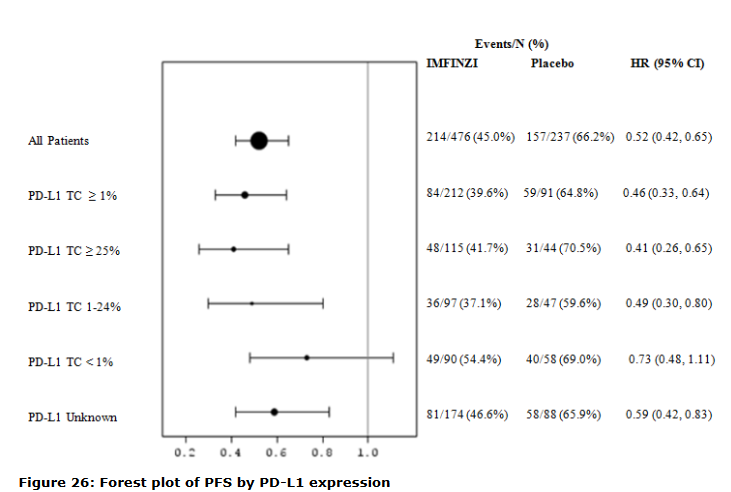 Events/N (%)
IMFINZI Placebo HR (95% CI)
All Patients 214/476 (45.0%) 157/237 (66.2%) 0.52 (0.42, 0.65)
PD-L1 TC ≥ 1% 84/212 (39.6%) 59/91 (64.8%) 0.46 (0.33, 0.64)
PD-L1 TC ≥ 25% 48/115 (41.7%) 31/44 (70.5%) 0.41 (0.26, 0.65)
PD-L1 TC 1-24% 36/97 (37.1%) 28/47 (59.6%) 0.49 (0.30, 0.80)
PD-L1 TC < 1% 49/90 (54.4%) 40/58 (69.0%) 0.73 (0.48, 1.11)
PD-L1 Unknown 81/174 (46.6%) 58/88 (65.9%) 0.59 (0.42, 0.83)
0.2 0.4 0.6 0.8 1.0
Figure 26: Forest plot of PFS by PD-L1 expression